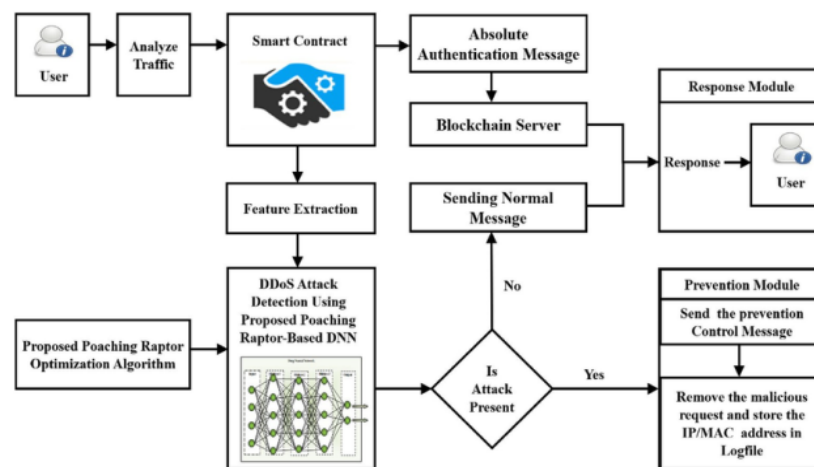 User
Analyze
Traffic
Smart Contract
Absolute
Authentication Message
Blockchain Server
Sending Normal
Message
Response Module
Response
User
Feature Extraction
DDoS Attack
Detection Using
Proposed Poaching
Raptor-Based DNN
Proposed Poaching Raptor
Optimization Algorithm
Is
Attack
Present
No
Yes
Prevention Module
Send the prevention
Control Message
Remove the malicious
request and store the
IP/MAC address in
Logfile